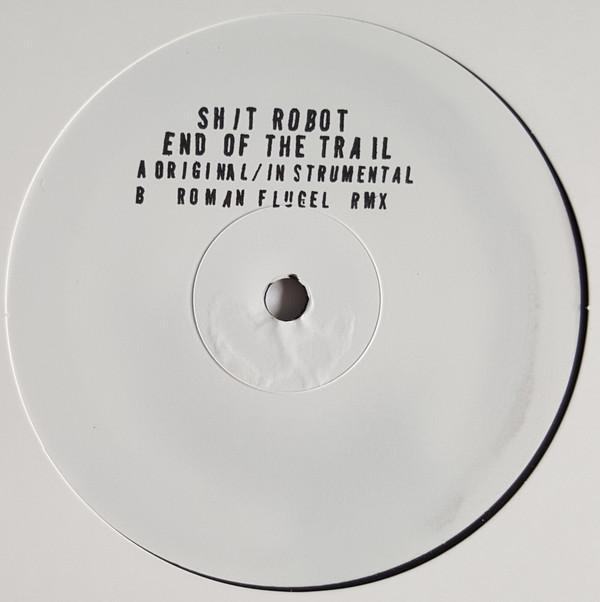 SHIT ROBOT
END OF THE TRAIL
A ORIGINAL/INSTRUMENTAL
B ROMAN FLUGEL RMX